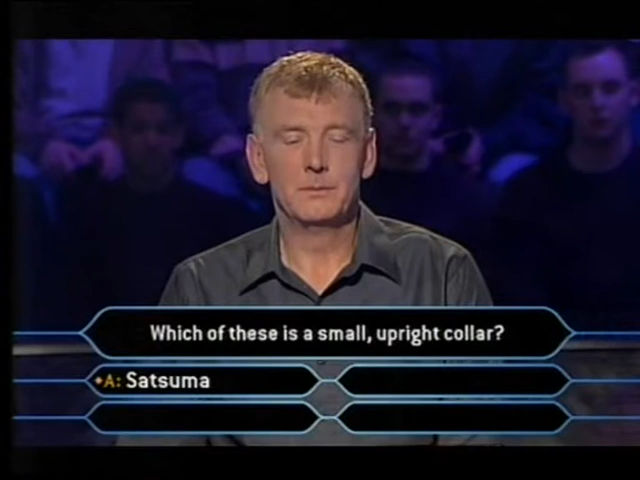 Which of these is a small, upright collar?
A: Satsuma